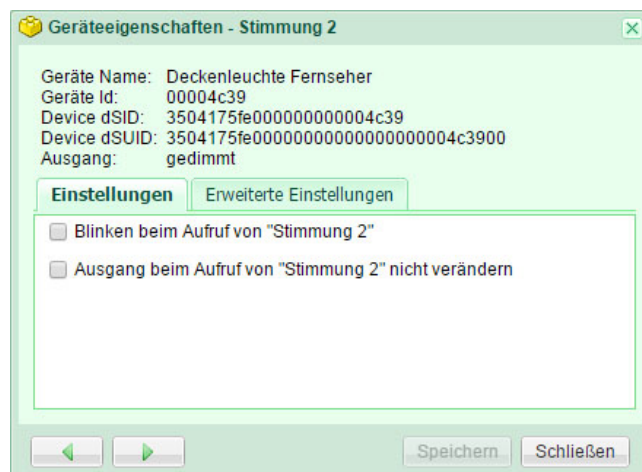 Geräteeigenschaften - Stimmung 2
Geräte Name: Deckenleuchte Fernseher
Geräte Id: 00004c39
Device dSID: 3504175fe000000000004c39
Device dSUID: 3504175fe00000000000000000004c3900
Ausgang: gedimmt
Einstellungen Erweiterte Einstellungen
Blinken beim Aufruf von "Stimmung 2"
Ausgang beim Aufruf von "Stimmung 2" nicht verändern
Speichern Schließen